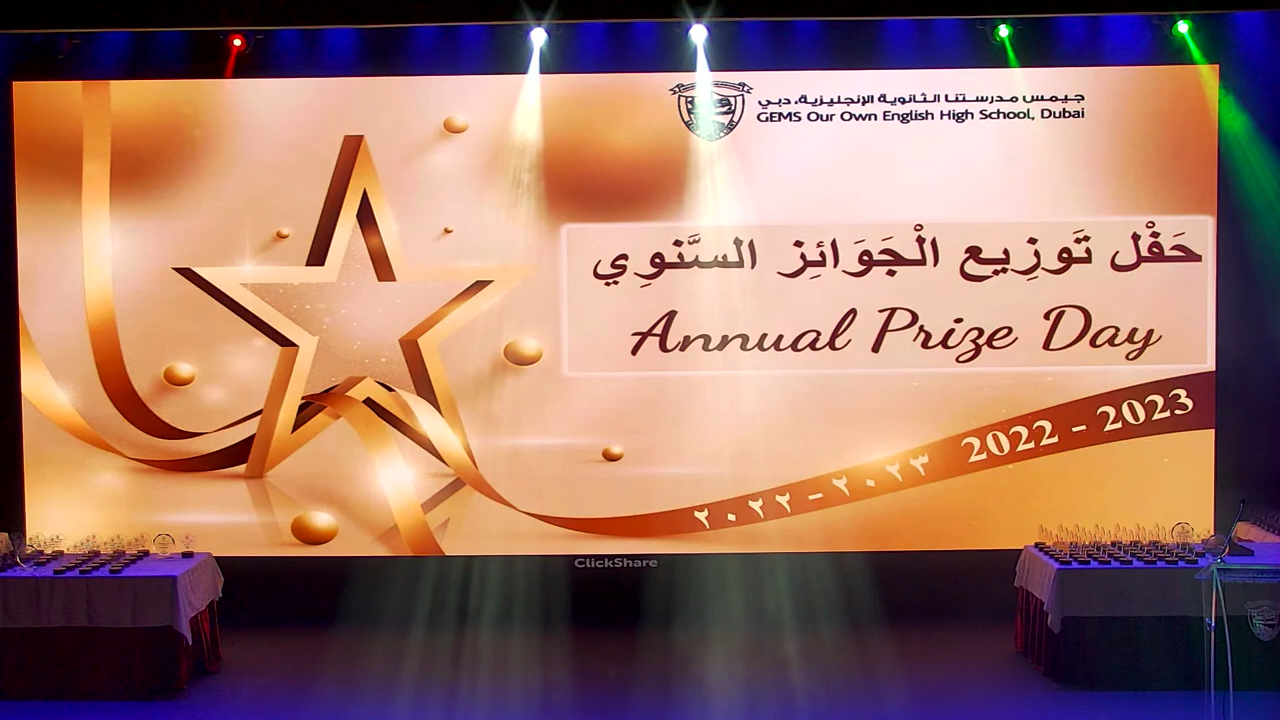 جيمس مدرستنا الثانوية الإنجليزية، دبي
GEMS Our Own English High School, Dubai
حَفْل تَوزِيع الْجَوَائِز السَّنوِي
Annual Prize Day
٢٠٢٢ - ٢٠٢٣ 2022 - 2023
ClickShare